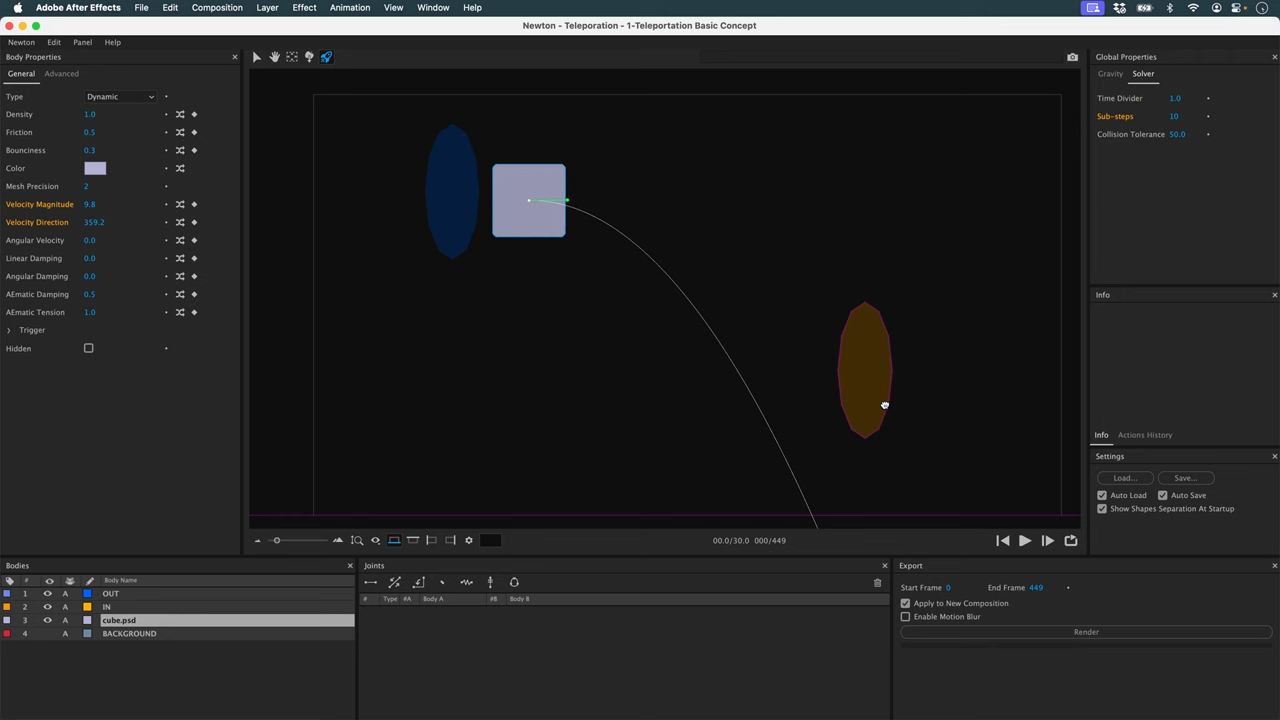 Adobe After Effects File Edit Composition Layer Effect Animation View Window Help
Newton - Teleporation - 1-Teleportation Basic Concept
Newton Edit Panel Help
Body Properties
General Advanced
Type Dynamic
Density 1.0
Friction 0.5
Bounciness 0.3
Color
Mesh Precision 2
Velocity Magnitude 9.8
Velocity Direction 359.2
Angular Velocity 0.0
Linear Damping 0.0
Angular Damping 0.0
AEmatic Damping 0.5
AEmatic Tension 1.0
Trigger
Hidden
00.0/30.0 000/449
Global Properties
Gravity Solver
Time Divider 1.0
Sub-steps 10
Collision Tolerance 50.0
Info
Info Actions History
Settings
Load... Save...
Auto Load Auto Save
Show Shapes Separation At Startup
Bodies
# Body Name
1 A OUT
2 A IN
3 A cube.psd
4 A BACKGROUND
Joints
# Type #A Body A #B Body B
Export
Start Frame 0 End Frame 449
Apply to New Composition
Enable Motion Blur
Render